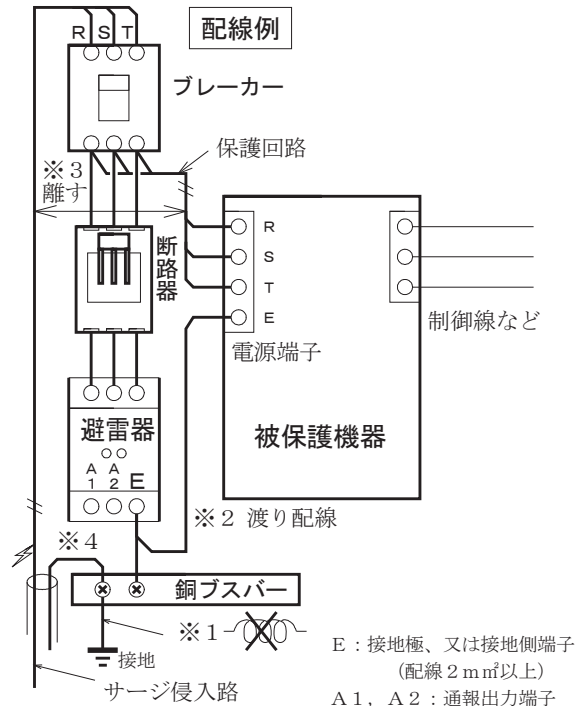 配線例
R S T
ブレーカー
保護回路
※3
離す
断路器
R
S
T
E
電源端子
制御線など
避雷器
A1 A2 E
被保護機器
※2 渡り配線
※4
銅ブスバー
※1
接地
サージ侵入路
E：接地極、又は接地側端子
(配線2m㎡以上)
A1, A2：通報出力端子